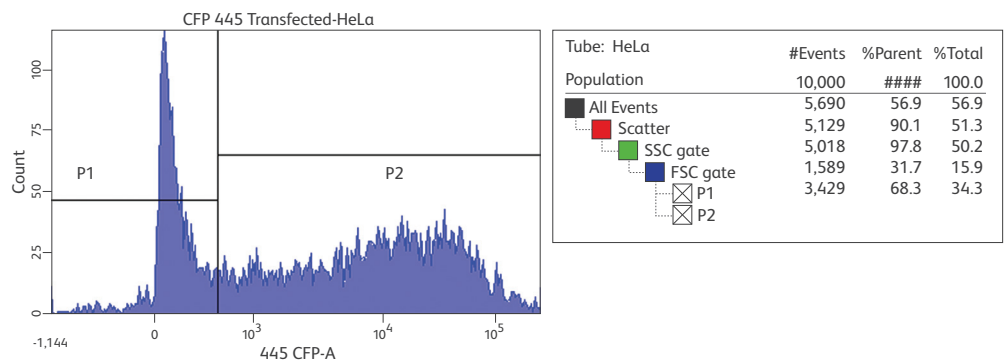 CFP 445 Transfected-HeLa
Count
100
75
50
25
0
P1
P2
-1,144
0
10³
10⁴
10⁵
445 CFP-A
Tube: HeLa
#Events %Parent %Total
Population 10,000 #### 100.0
All Events 5,690 56.9 56.9
Scatter 5,129 90.1 51.3
SSC gate 5,018 97.8 50.2
FSC gate 1,589 31.7 15.9
P1 3,429 68.3 34.3
P2